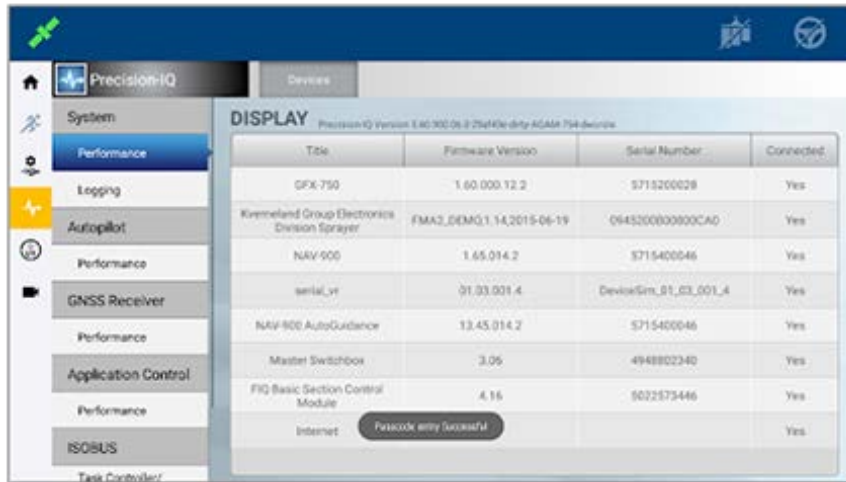 Precision-IQ
Devices
System
Performance
Logging
Autopilot
Performance
GNSS Receiver
Performance
Application Control
Performance
ISOBUS
Task Controller/
DISPLAY
Precision-IQ Version
Title Firmware Version Serial Number Connected
GFX-750 1.60.000.12.2 5715200028 Yes
Kverneland Group Electronics
Division Sprayer FMA2_DEMO,1.14,2015-06-19 0945200800800CA0 Yes
NAV-900 1.65.014.2 5715400046 Yes
serial_vr 01.03.001.4 DeviceSim_01_03_001_4 Yes
NAV-900 AutoGuidance 13.45.014.2 5715400046 Yes
Master Switchbox 3.06 4948802340 Yes
FIQ Basic Section Control
Module 4.16 5022573446 Yes
Internet Yes
Passcode entry Successful